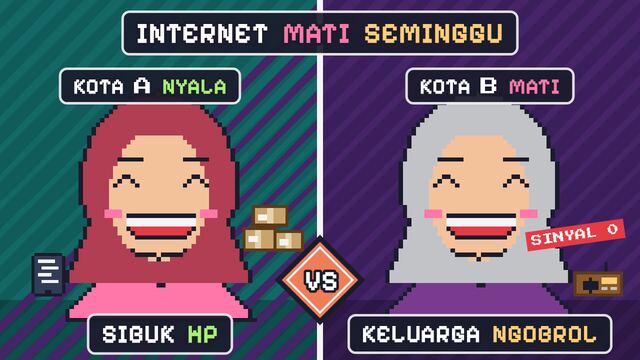 INTERNET MATI SEMINGGU
KOTA A NYALA
KOTA B MATI
SINYAL 0
VS
SIBUK HP
KELUARGA NGOBROL